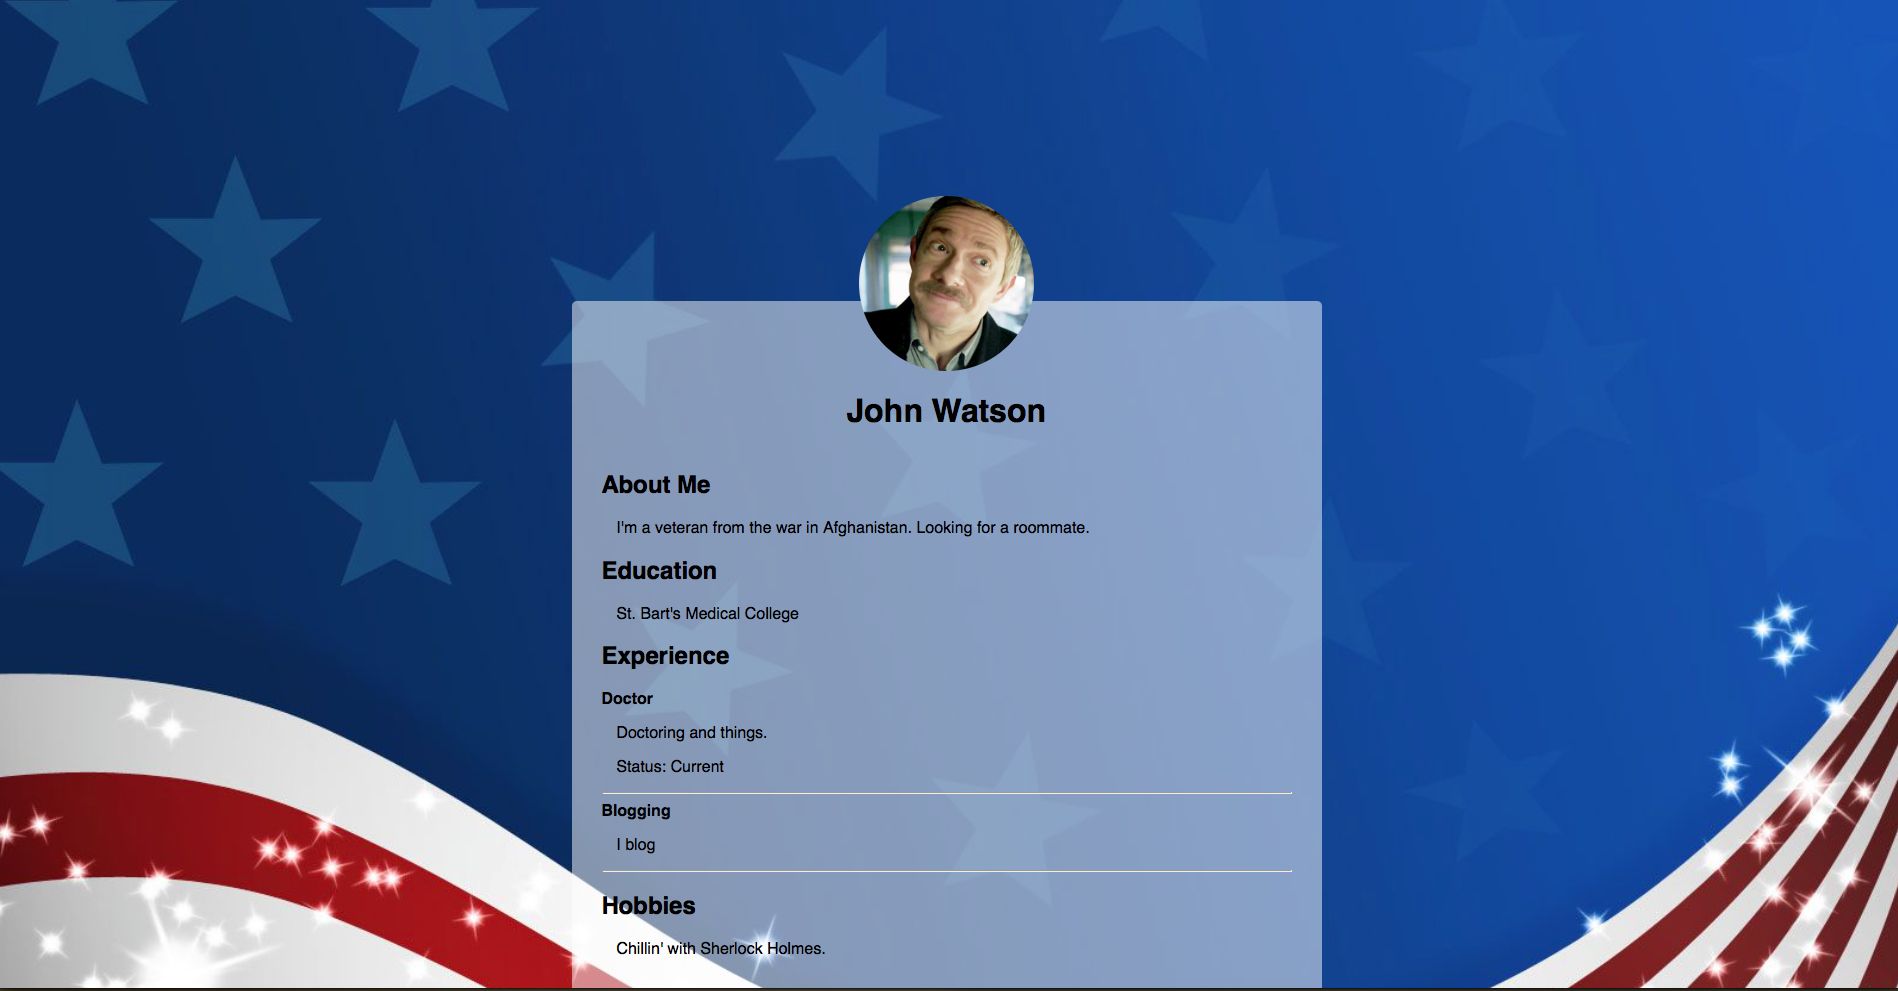 John Watson
About Me
I'm a veteran from the war in Afghanistan. Looking for a roommate.
Education
St. Bart's Medical College
Experience
Doctor
Doctoring and things.
Status: Current
Blogging
I blog
Hobbies
Chillin' with Sherlock Holmes.